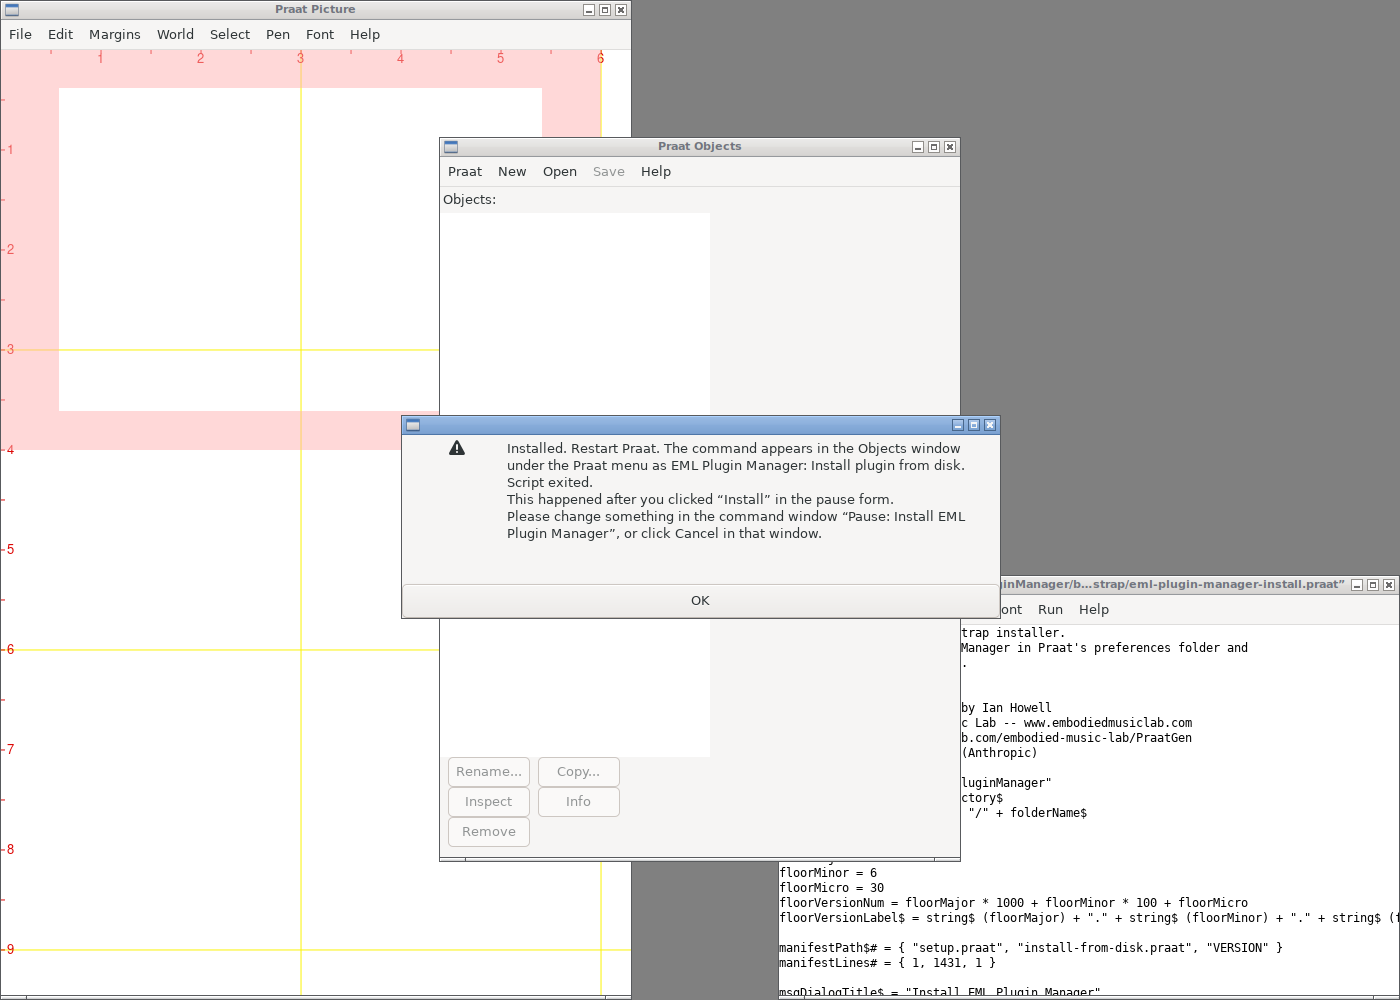 Praat Picture
File Edit Margins World Select Pen Font Help
1 2 3 4 5 6
1
2
3
4
5
6
7
8
9
Praat Objects
Praat New Open Save Help
Objects:
Installed. Restart Praat. The command appears in the Objects window
under the Praat menu as EML Plugin Manager: Install plugin from disk.
Script exited.
This happened after you clicked “Install” in the pause form.
Please change something in the command window “Pause: Install EML
Plugin Manager”, or click Cancel in that window.
OK
Rename... Copy...
Inspect Info
Remove
inManager/b...strap/eml-plugin-manager-install.praat”
ont Run Help
trap installer.
Manager in Praat's preferences folder and
.
by Ian Howell
c Lab -- www.embodiedmusiclab.com
b.com/embodied-music-lab/PraatGen
(Anthropic)
luginManager"
ctory$
"/" + folderName$
floorMinor = 6
floorMicro = 30
floorVersionNum = floorMajor * 1000 + floorMinor * 100 + floorMicro
floorVersionLabel$ = string$ (floorMajor) + "." + string$ (floorMinor) + "." + string$ (f
manifestPath$# = { "setup.praat", "install-from-disk.praat", "VERSION" }
manifestLines# = { 1, 1431, 1 }
msgDialogTitle$ = "Install EML Plugin Manager"